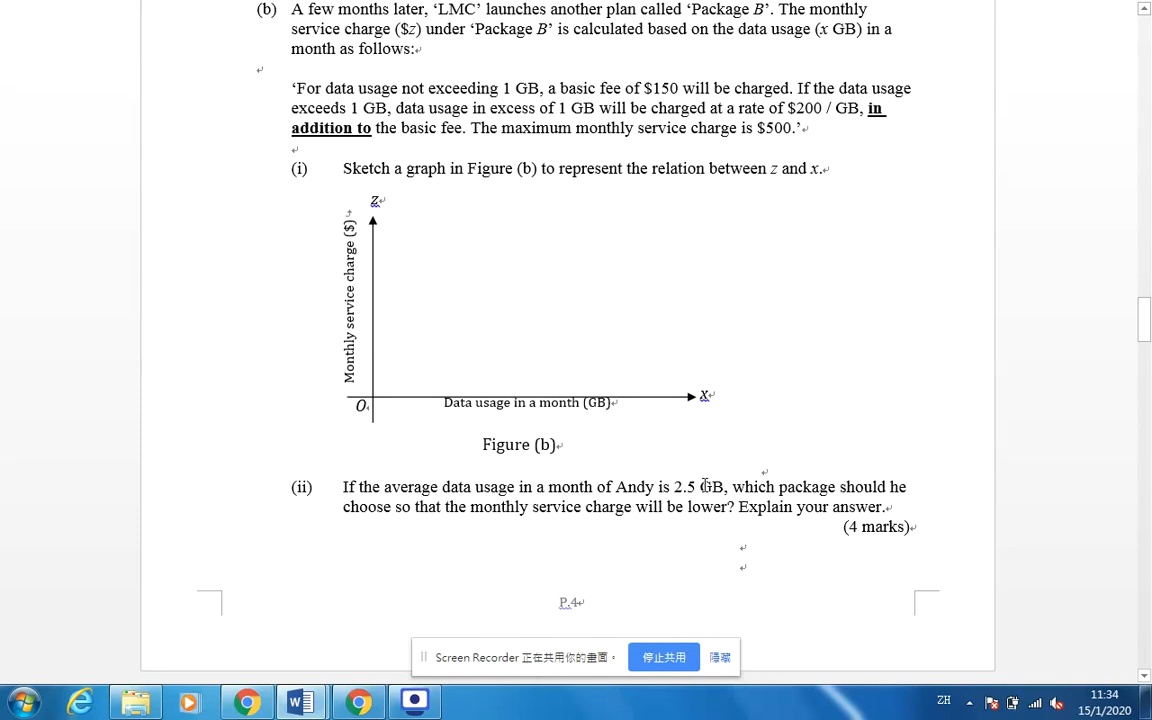 (b) A few months later, ‘LMC’ launches another plan called ‘Package B’. The monthly
service charge ($z) under ‘Package B’ is calculated based on the data usage (x GB) in a
month as follows:
‘For data usage not exceeding 1 GB, a basic fee of $150 will be charged. If the data usage
exceeds 1 GB, data usage in excess of 1 GB will be charged at a rate of $200 / GB, in
addition to the basic fee. The maximum monthly service charge is $500.’
(i) Sketch a graph in Figure (b) to represent the relation between z and x.
z
Monthly service charge ($)
x
O
Data usage in a month (GB)
Figure (b)
(ii) If the average data usage in a month of Andy is 2.5 GB, which package should he
choose so that the monthly service charge will be lower? Explain your answer.
(4 marks)
P.4
Screen Recorder 正在共用你的畫面。 停止共用 隱藏
ZH
11:34
15/1/2020